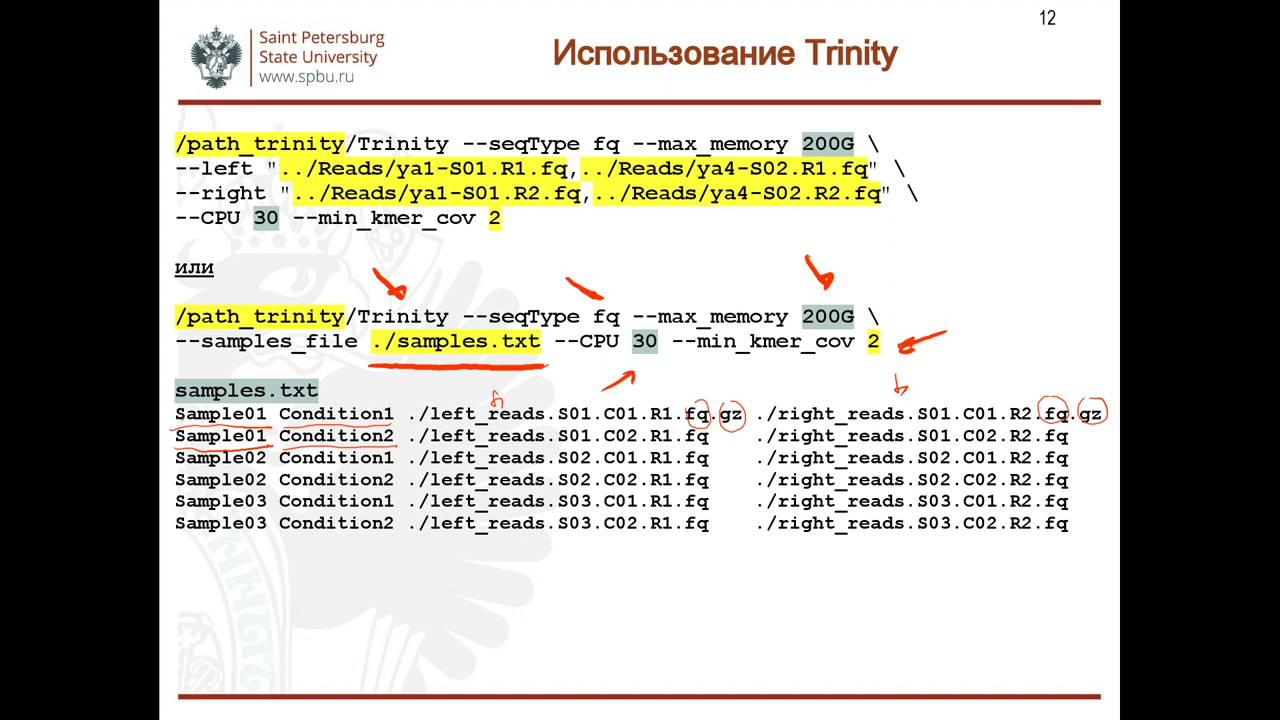 12
Saint Petersburg
State University
www.spbu.ru
Использование Trinity
/path_trinity/Trinity --seqType fq --max_memory 200G \
--left "../Reads/ya1-S01.R1.fq,../Reads/ya4-S02.R1.fq" \
--right "../Reads/ya1-S01.R2.fq,../Reads/ya4-S02.R2.fq" \
--CPU 30 --min_kmer_cov 2
или
/path_trinity/Trinity --seqType fq --max_memory 200G \
--samples_file ./samples.txt --CPU 30 --min_kmer_cov 2
samples.txt
Sample01 Condition1 ./left_reads.S01.C01.R1.fq.gz ./right_reads.S01.C01.R2.fq.gz
Sample01 Condition2 ./left_reads.S01.C02.R1.fq ./right_reads.S01.C02.R2.fq
Sample02 Condition1 ./left_reads.S02.C01.R1.fq ./right_reads.S02.C01.R2.fq
Sample02 Condition2 ./left_reads.S02.C02.R1.fq ./right_reads.S02.C02.R2.fq
Sample03 Condition1 ./left_reads.S03.C01.R1.fq ./right_reads.S03.C01.R2.fq
Sample03 Condition2 ./left_reads.S03.C02.R1.fq ./right_reads.S03.C02.R2.fq